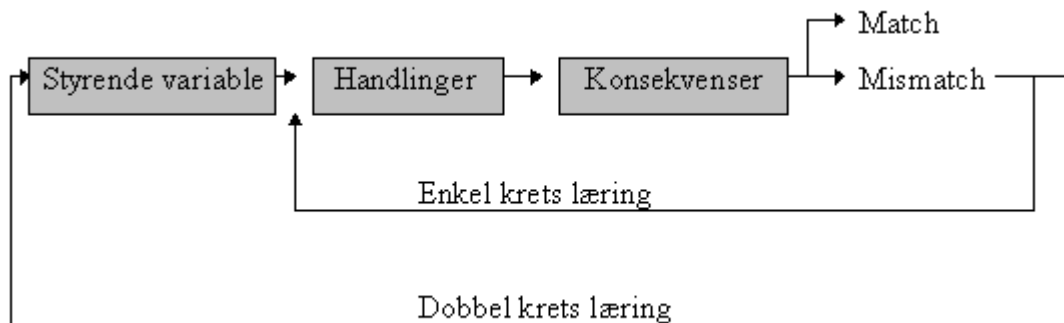 Match
Styrende variable
Handlinger
Konsekvenser
Mismatch
Enkel krets læring
Dobbel krets læring